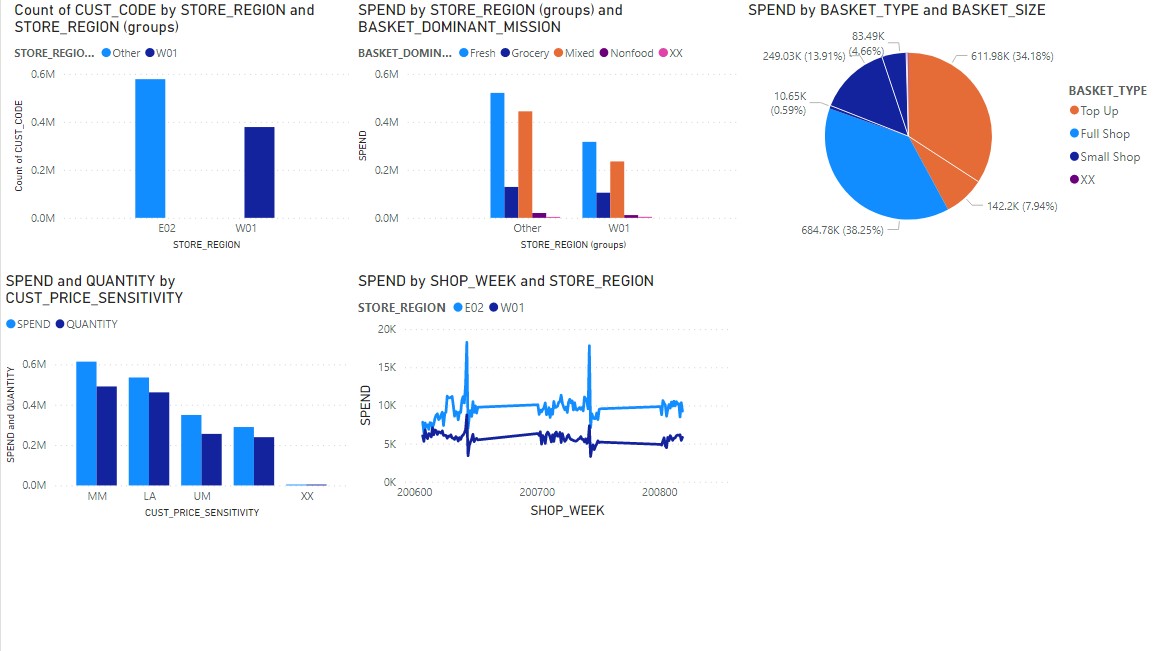 Count of CUST_CODE by STORE_REGION and
STORE_REGION (groups)
STORE_REGIO... Other W01
0.6M
0.4M
0.2M
0.0M
Count of CUST_CODE
E02 W01
STORE_REGION
SPEND by STORE_REGION (groups) and
BASKET_DOMINANT_MISSION
BASKET_DOMIN... Fresh Grocery Mixed Nonfood XX
0.6M
0.4M
0.2M
0.0M
SPEND
Other W01
STORE_REGION (groups)
SPEND by BASKET_TYPE and BASKET_SIZE
83.49K
(4.66%)
249.03K (13.91%)
611.98K (34.18%)
10.65K
(0.59%)
142.2K (7.94%)
684.78K (38.25%)
BASKET_TYPE
Top Up
Full Shop
Small Shop
XX
SPEND and QUANTITY by
CUST_PRICE_SENSITIVITY
SPEND QUANTITY
0.6M
0.4M
0.2M
0.0M
SPEND and QUANTITY
MM LA UM XX
CUST_PRICE_SENSITIVITY
SPEND by SHOP_WEEK and STORE_REGION
STORE_REGION E02 W01
20K
15K
10K
5K
0K
SPEND
200600 200700 200800
SHOP_WEEK